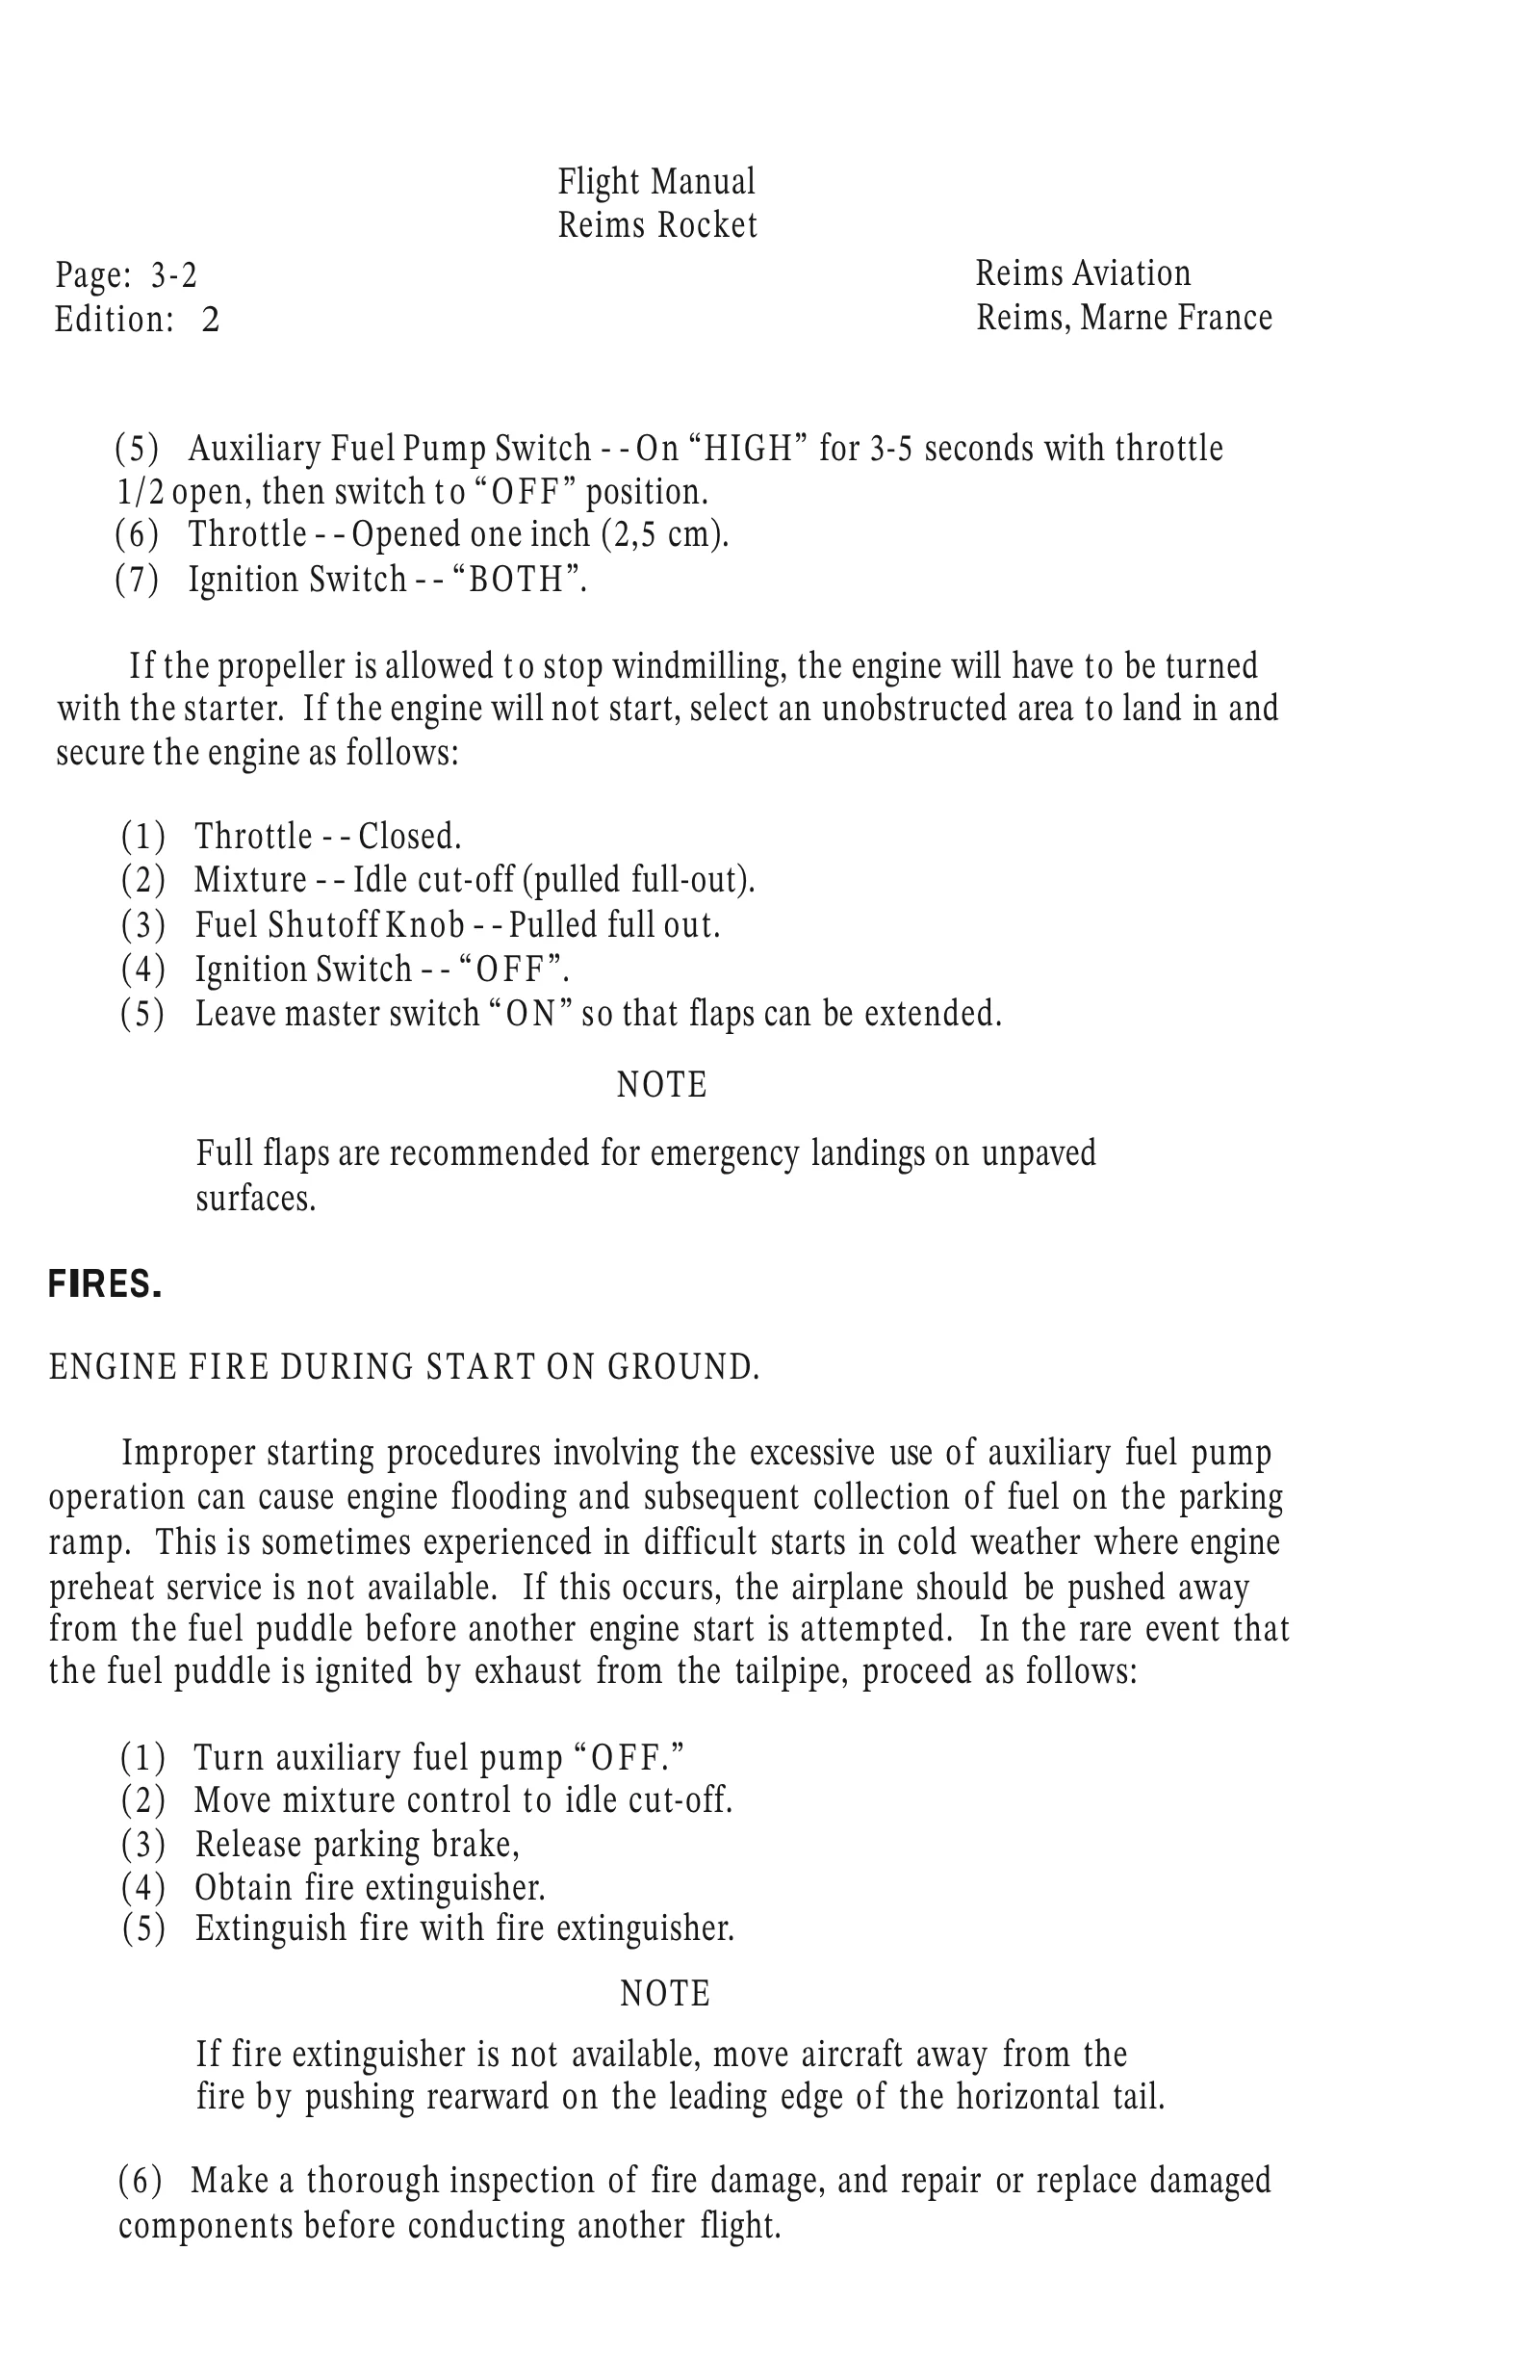 Flight Manual
Reims Rocket
Page: 3-2
Edition: 2
Reims Aviation
Reims, Marne France
(5) Auxiliary Fuel Pump Switch -- On “HIGH” for 3-5 seconds with throttle
1/2 open, then switch to “OFF” position.
(6) Throttle -- Opened one inch (2,5 cm).
(7) Ignition Switch -- “BOTH”.
If the propeller is allowed to stop windmilling, the engine will have to be turned
with the starter. If the engine will not start, select an unobstructed area to land in and
secure the engine as follows:
(1) Throttle -- Closed.
(2) Mixture -- Idle cut-off (pulled full-out).
(3) Fuel Shutoff Knob -- Pulled full out.
(4) Ignition Switch -- “OFF”.
(5) Leave master switch “ON” so that flaps can be extended.
NOTE
Full flaps are recommended for emergency landings on unpaved
surfaces.
FIRES.
ENGINE FIRE DURING START ON GROUND.
Improper starting procedures involving the excessive use of auxiliary fuel pump
operation can cause engine flooding and subsequent collection of fuel on the parking
ramp. This is sometimes experienced in difficult starts in cold weather where engine
preheat service is not available. If this occurs, the airplane should be pushed away
from the fuel puddle before another engine start is attempted. In the rare event that
the fuel puddle is ignited by exhaust from the tailpipe, proceed as follows:
(1) Turn auxiliary fuel pump “OFF.”
(2) Move mixture control to idle cut-off.
(3) Release parking brake,
(4) Obtain fire extinguisher.
(5) Extinguish fire with fire extinguisher.
NOTE
If fire extinguisher is not available, move aircraft away from the
fire by pushing rearward on the leading edge of the horizontal tail.
(6) Make a thorough inspection of fire damage, and repair or replace damaged
components before conducting another flight.